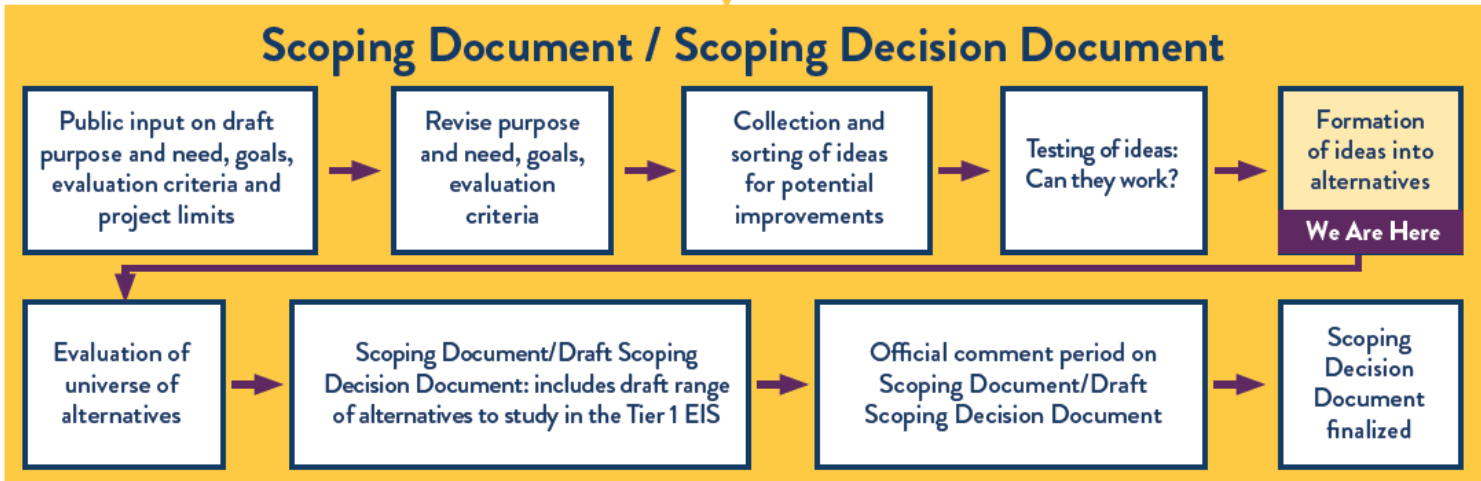 Scoping Document / Scoping Decision Document
Public input on draft
purpose and need, goals,
evaluation criteria and
project limits
Revise purpose
and need, goals,
evaluation
criteria
Collection and
sorting of ideas
for potential
improvements
Testing of ideas:
Can they work?
Formation
of ideas into
alternatives
We Are Here
Evaluation of
universe of
alternatives
Scoping Document/Draft Scoping
Decision Document: includes draft range
of alternatives to study in the Tier 1 EIS
Official comment period on
Scoping Document/Draft
Scoping Decision Document
Scoping
Decision
Document
finalized